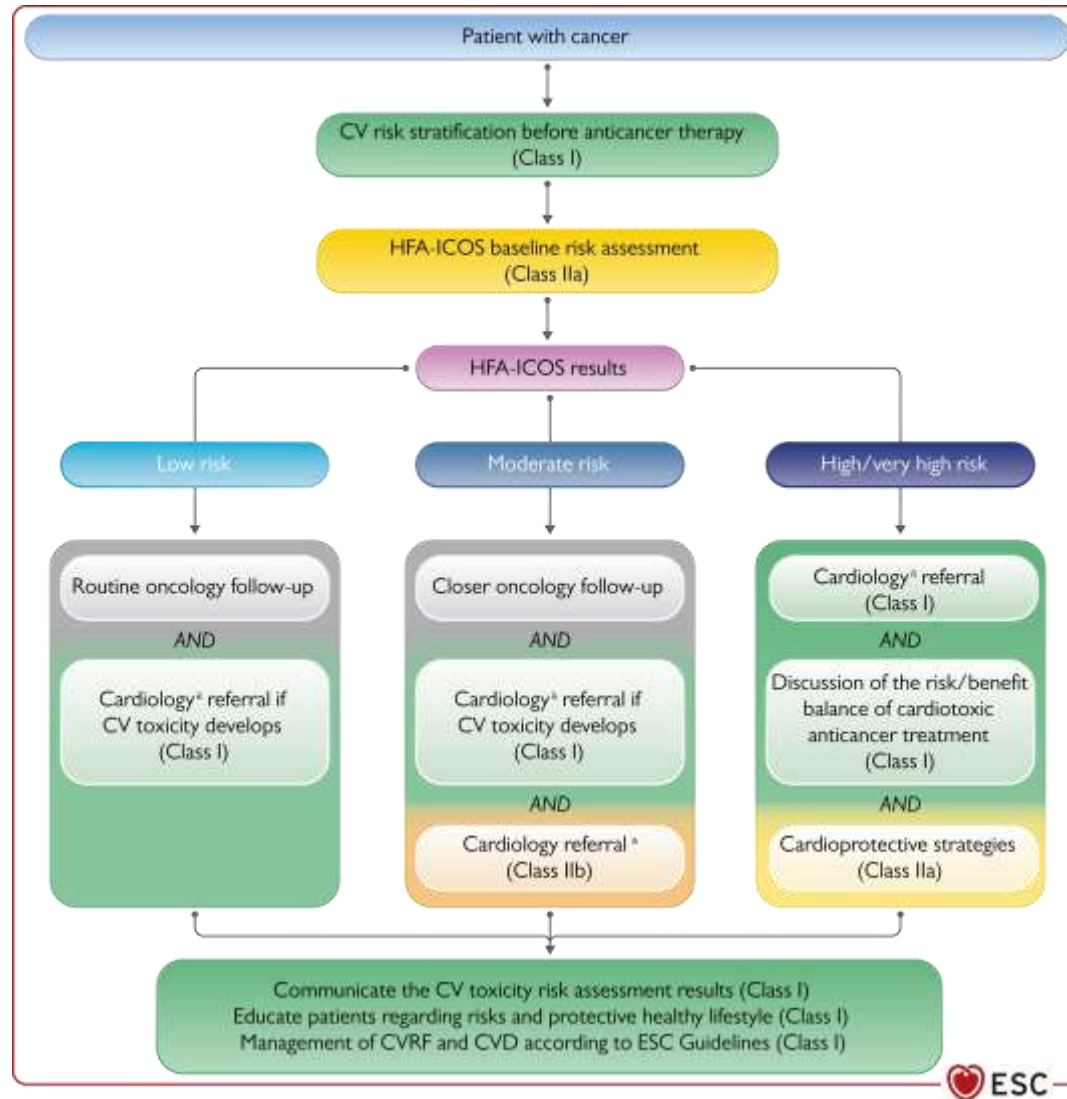 Patient with cancer
CV risk stratification before anticancer therapy
(Class I)
HFA-ICOS baseline risk assessment
(Class IIa)
HFA-ICOS results
Low risk
Moderate risk
High/very high risk
Routine oncology follow-up
AND
Cardiologyᵃ referral if
CV toxicity develops
(Class I)
Closer oncology follow-up
AND
Cardiologyᵃ referral if
CV toxicity develops
(Class I)
AND
Cardiology referral ᵃ
(Class IIb)
Cardiologyᵃ referral
(Class I)
AND
Discussion of the risk/benefit
balance of cardiotoxic
anticancer treatment
(Class I)
AND
Cardioprotective strategies
(Class IIa)
Communicate the CV toxicity risk assessment results (Class I)
Educate patients regarding risks and protective healthy lifestyle (Class I)
Management of CVRF and CVD according to ESC Guidelines (Class I)
ESC